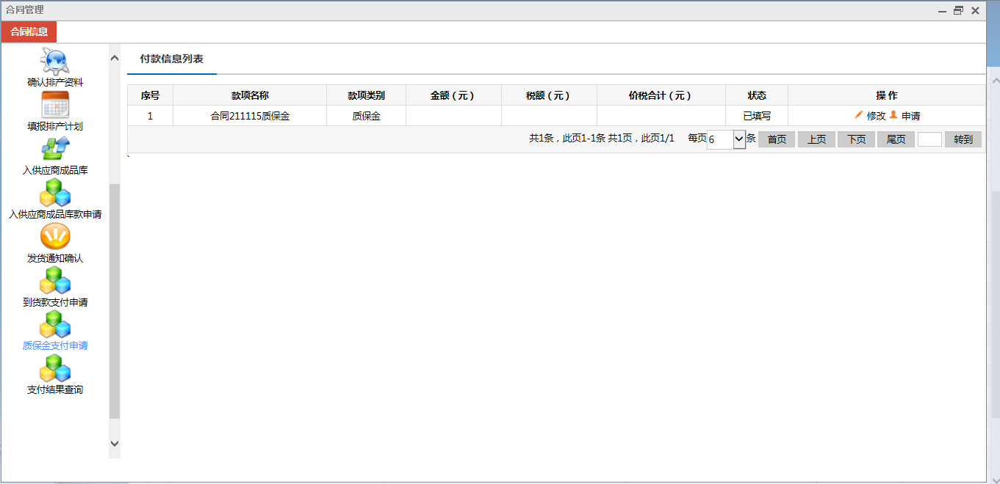 合同管理
合同信息
确认排产资料
填报排产计划
入供应商成品库
入供应商成品库款申请
发货通知确认
到货款支付申请
质保金支付申请
支付结果查询
付款信息列表
序号 款项名称 款项类别 金额（元） 税额（元） 价税合计（元） 状态 操 作
1 合同211115质保金 质保金 已填写 修改 申请
共1条，此页1-1条 共1页，此页1/1 每页 6 条 首页 上页 下页 尾页 转到
`